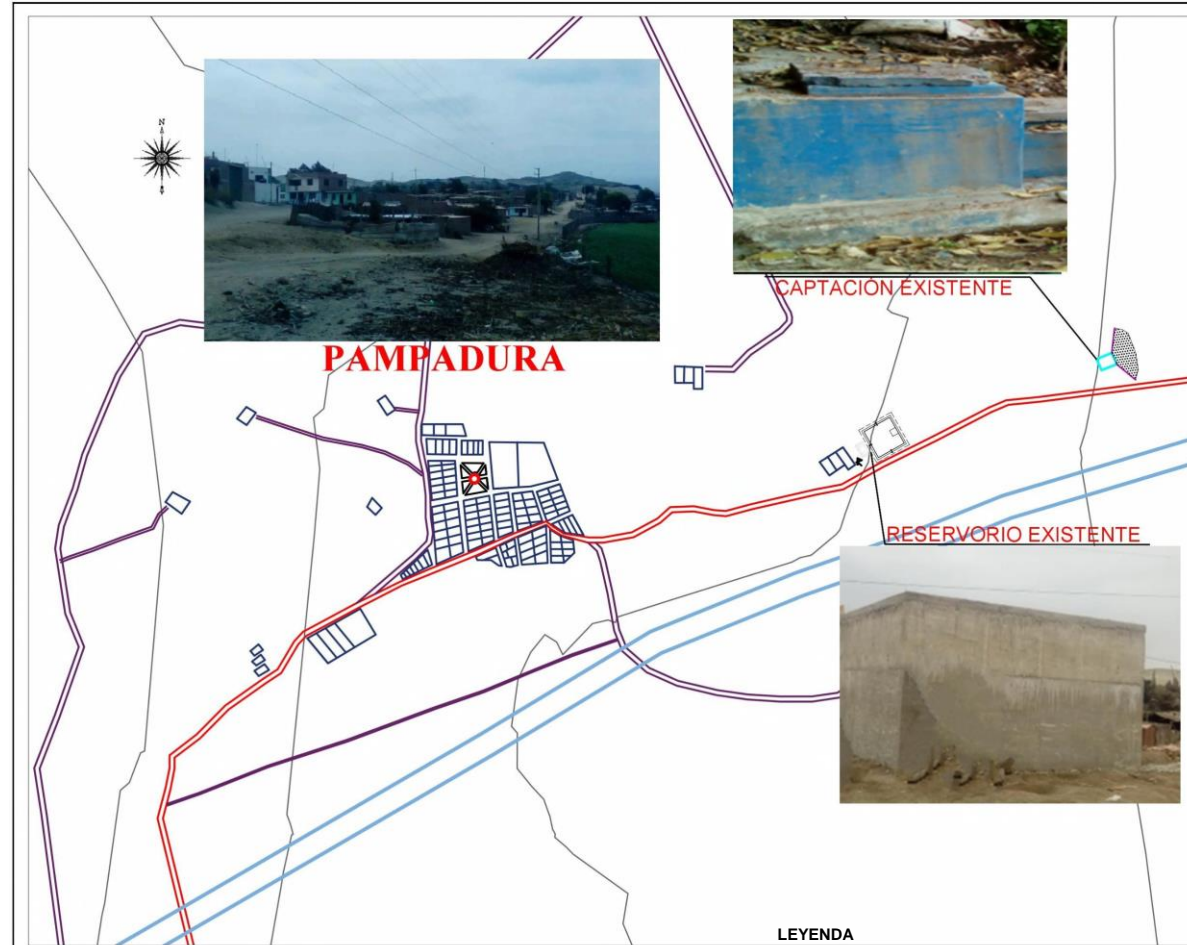 N
CAPTACIÓN EXISTENTE
PAMPADURA
RESERVORIO EXISTENTE
LEYENDA